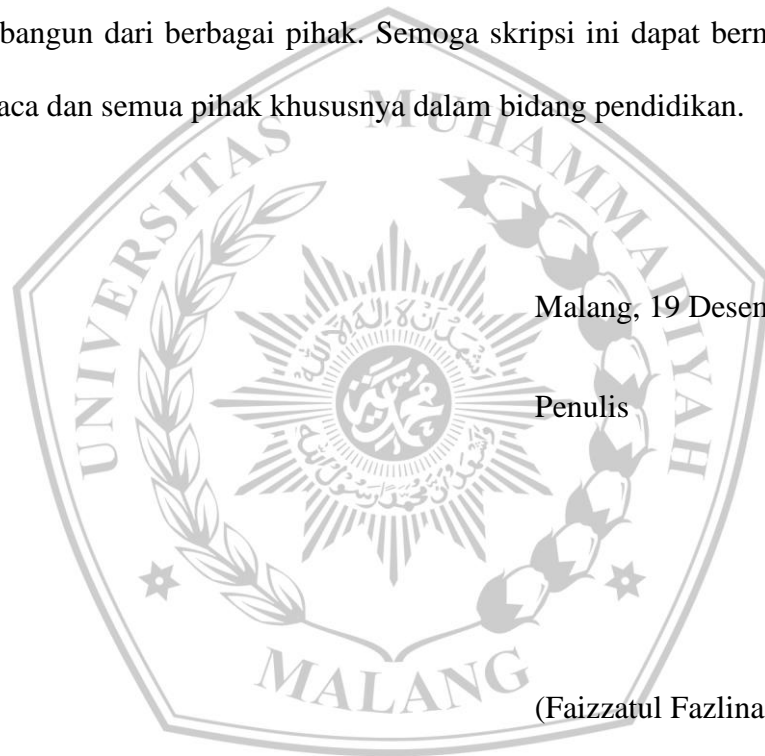 bangun dari berbagai pihak. Semoga skripsi ini dapat bern
aca dan semua pihak khususnya dalam bidang pendidikan.
UNIVERSITAS MUHAMMADIYAH
Malang, 19 Desem
Penulis
MALANG
(Faizzatul Fazlina